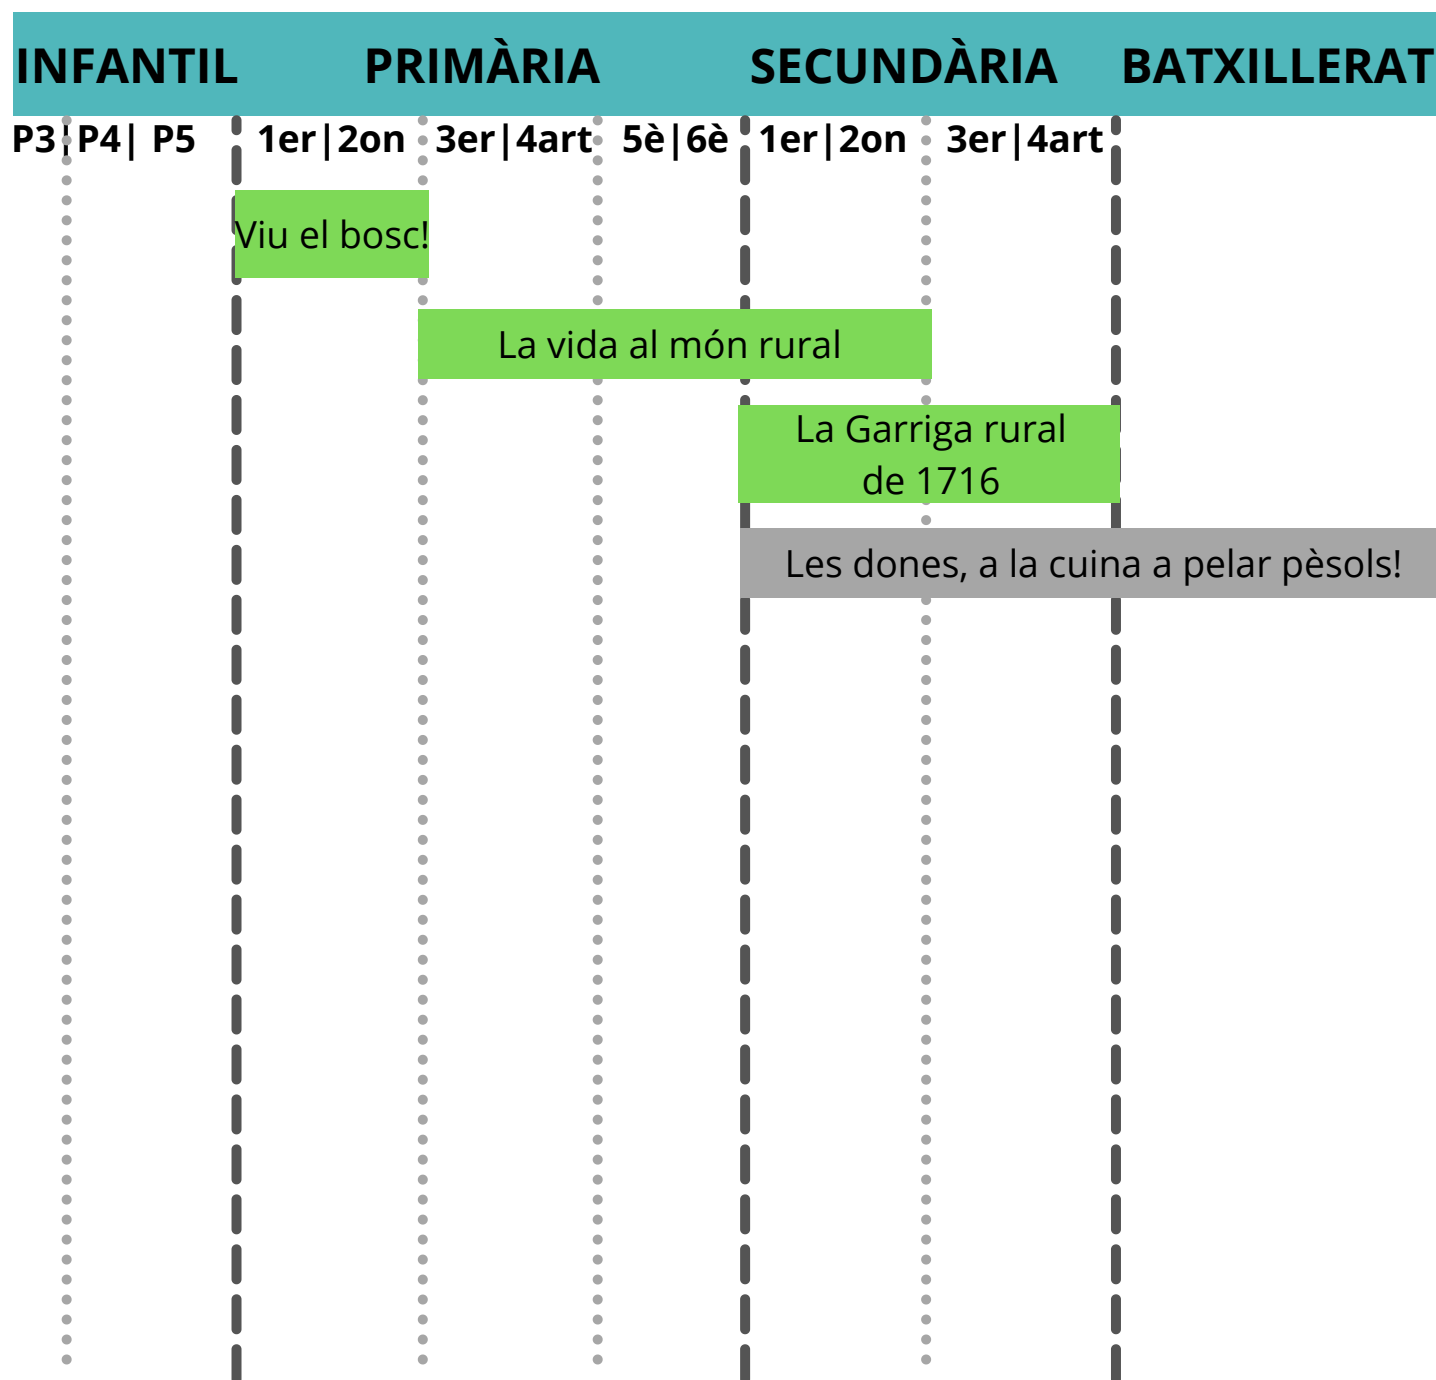 INFANTIL PRIMÀRIA SECUNDÀRIA BATXILLERAT
P3|P4| P5 1er|2on 3er|4art 5è|6è 1er|2on 3er|4art
Viu el bosc!
La vida al món rural
La Garriga rural
de 1716
Les dones, a la cuina a pelar pèsols!